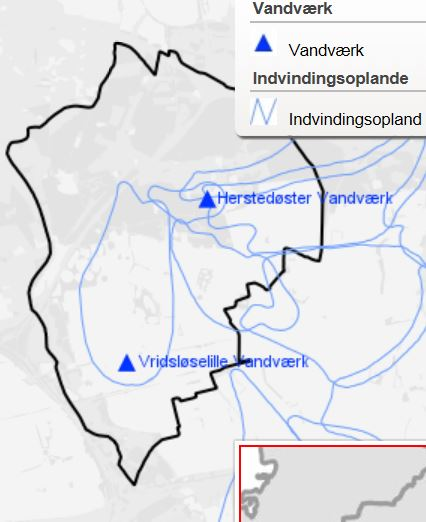 Vandværk
Vandværk
Indvindingsoplande
Indvindingsopland
Herstedøster Vandværk
Vridsløselille Vandværk